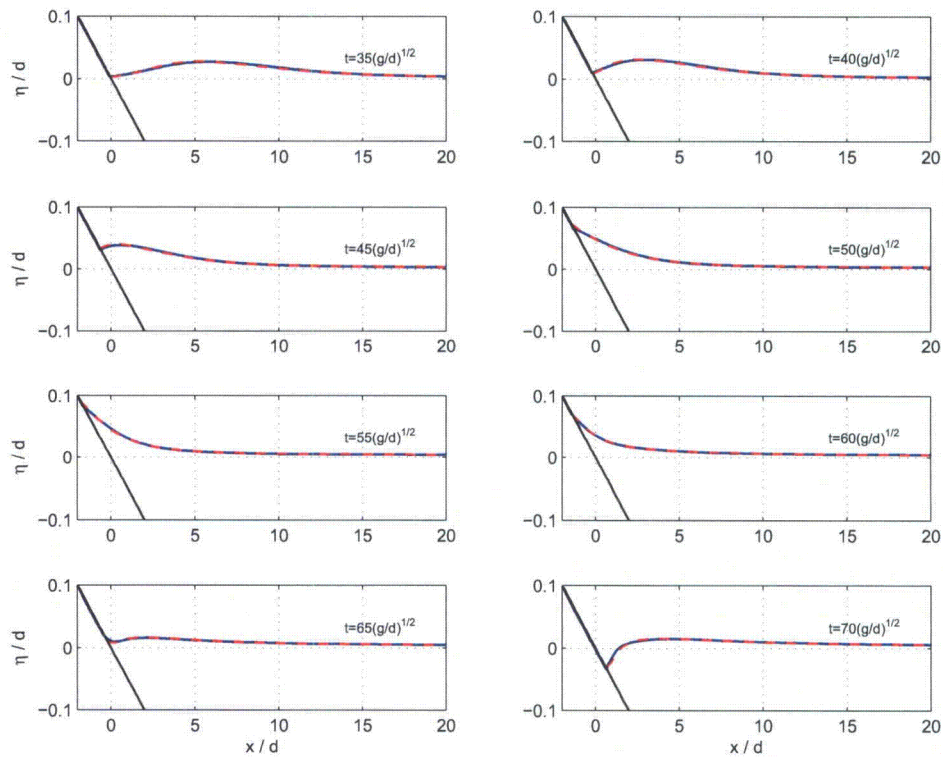 0.1
0
−0.1
η / d
t=35(g/d)1/2
0 5 10 15 20
0.1
0
−0.1
t=40(g/d)1/2
0 5 10 15 20
0.1
0
−0.1
η / d
t=45(g/d)1/2
0 5 10 15 20
0.1
0
−0.1
t=50(g/d)1/2
0 5 10 15 20
0.1
0
−0.1
η / d
t=55(g/d)1/2
0 5 10 15 20
0.1
0
−0.1
t=60(g/d)1/2
0 5 10 15 20
0.1
0
−0.1
η / d
t=65(g/d)1/2
0 5 10 15 20
x / d
0.1
0
−0.1
t=70(g/d)1/2
0 5 10 15 20
x / d